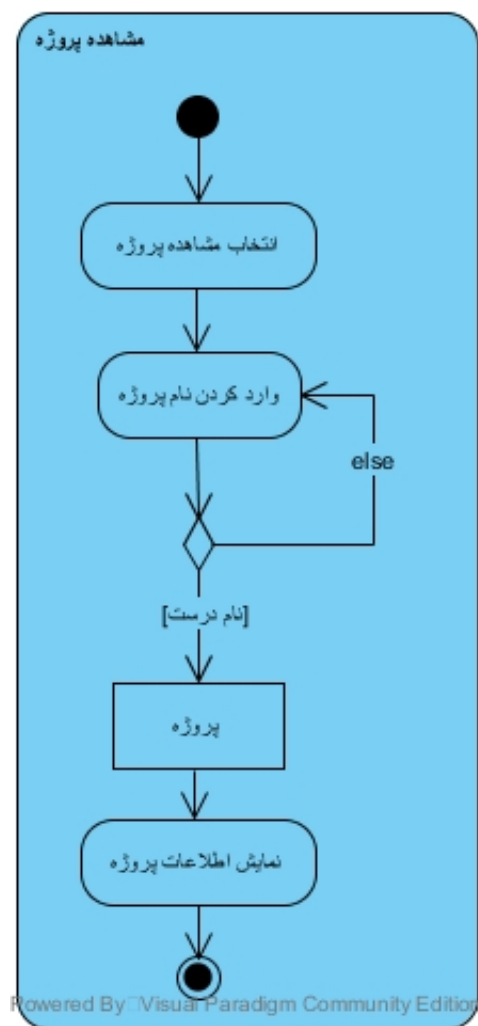 مشاهده پروژه
انتخاب مشاهده پروژه
وارد کردن نام پروژه
else
[نام درست]
پروژه
نمایش اطلاعات پروژه
Powered By Visual Paradigm Community Edition